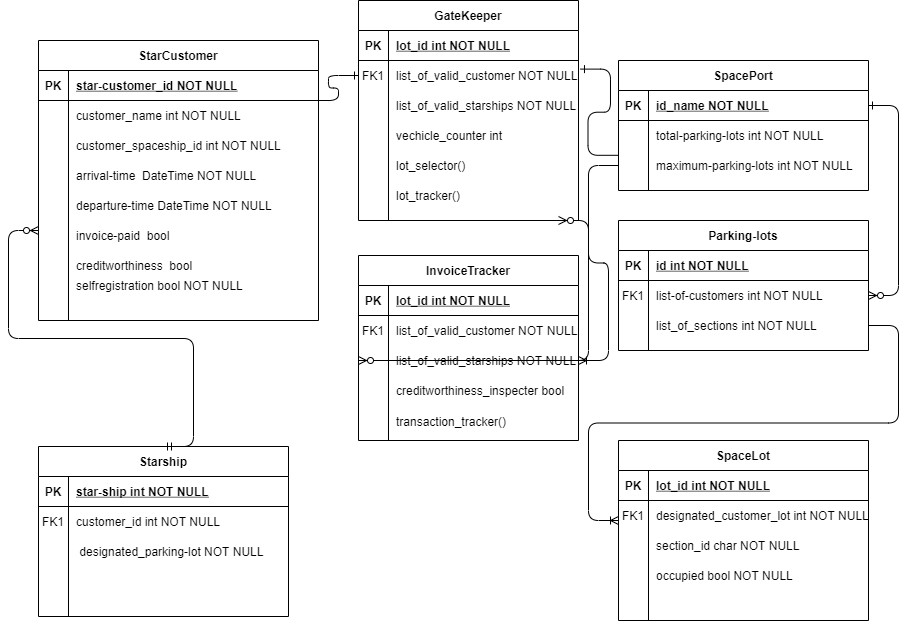 StarCustomer
PK star-customer_id NOT NULL
customer_name int NOT NULL
customer_spaceship_id int NOT NULL
arrival-time  DateTime NOT NULL
departure-time DateTime NOT NULL
invoice-paid  bool
creditworthiness  bool
selfregistration bool NOT NULL
GateKeeper
PK lot_id int NOT NULL
FK1 list_of_valid_customer NOT NULL
list_of_valid_starships NOT NULL
vechicle_counter int
lot_selector()
lot_tracker()
SpacePort
PK id_name NOT NULL
total-parking-lots int NOT NULL
maximum-parking-lots int NOT NULL
Parking-lots
PK id int NOT NULL
FK1 list-of-customers int NOT NULL
list_of_sections int NOT NULL
InvoiceTracker
PK lot_id int NOT NULL
FK1 list_of_valid_customer NOT NULL
list_of_valid_starships NOT NULL
creditworthiness_inspecter bool
transaction_tracker()
Starship
PK star-ship int NOT NULL
FK1 customer_id int NOT NULL
designated_parking-lot NOT NULL
SpaceLot
PK lot_id int NOT NULL
FK1 designated_customer_lot int NOT NULL
section_id char NOT NULL
occupied bool NOT NULL